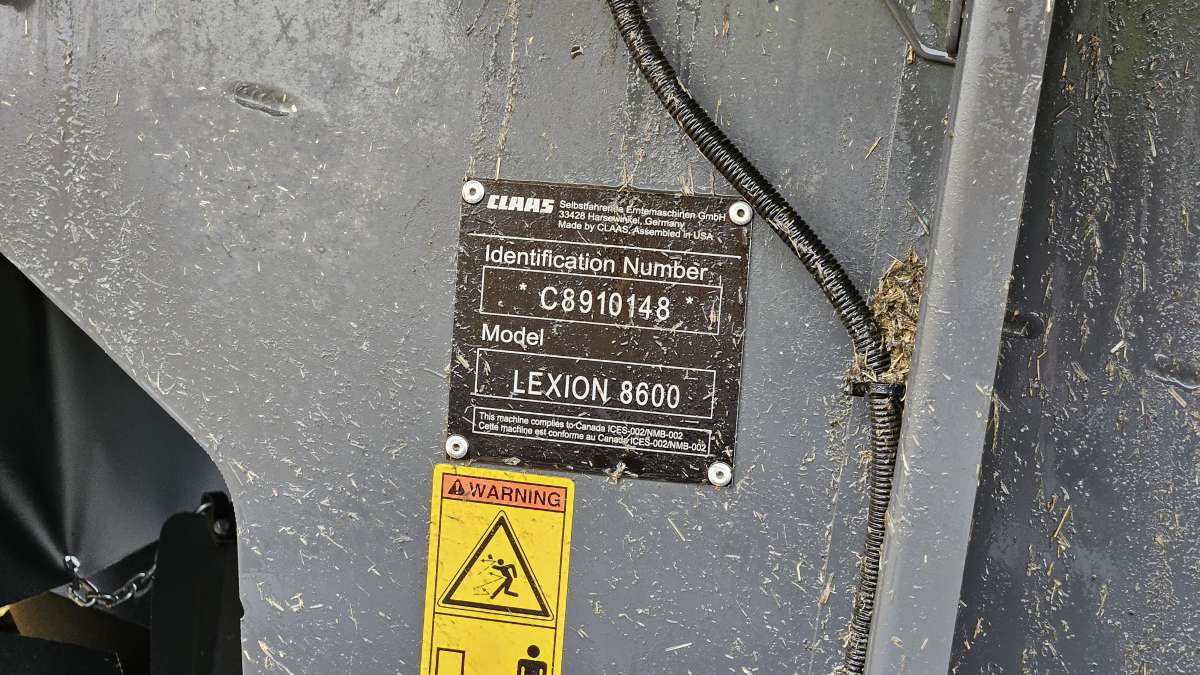 CLAAS Selbstfahrende Erntemaschinen GmbH
33428 Harsewinkel, Germany
Made by CLAAS, Assembled in USA
Identification Number
* C8910148 *
Model
LEXION 8600
This machine complies to Canada ICES-002/NMB-002
Cette machine est conforme au Canada ICES-002/NMB-002
WARNING